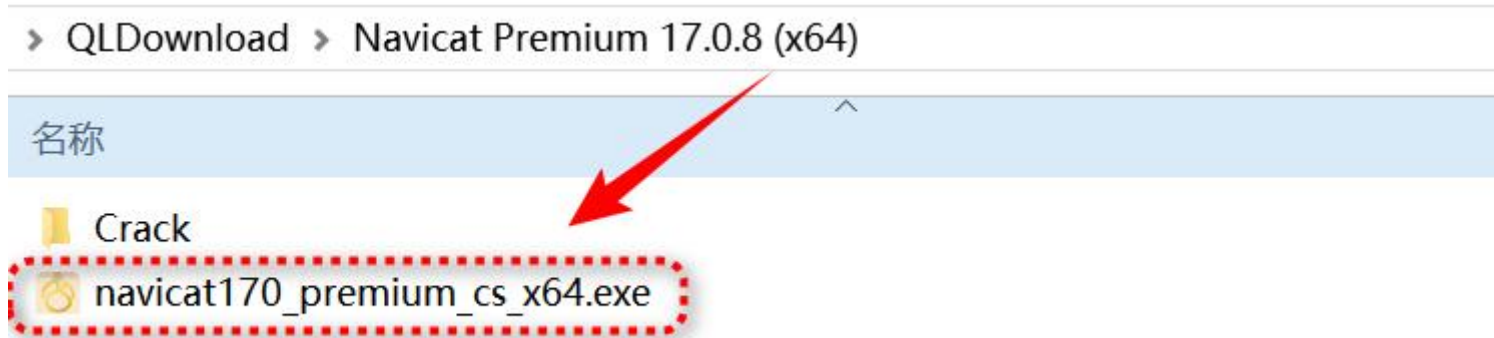 QLDownload > Navicat Premium 17.0.8 (x64)
名称
Crack
navicat170_premium_cs_x64.exe